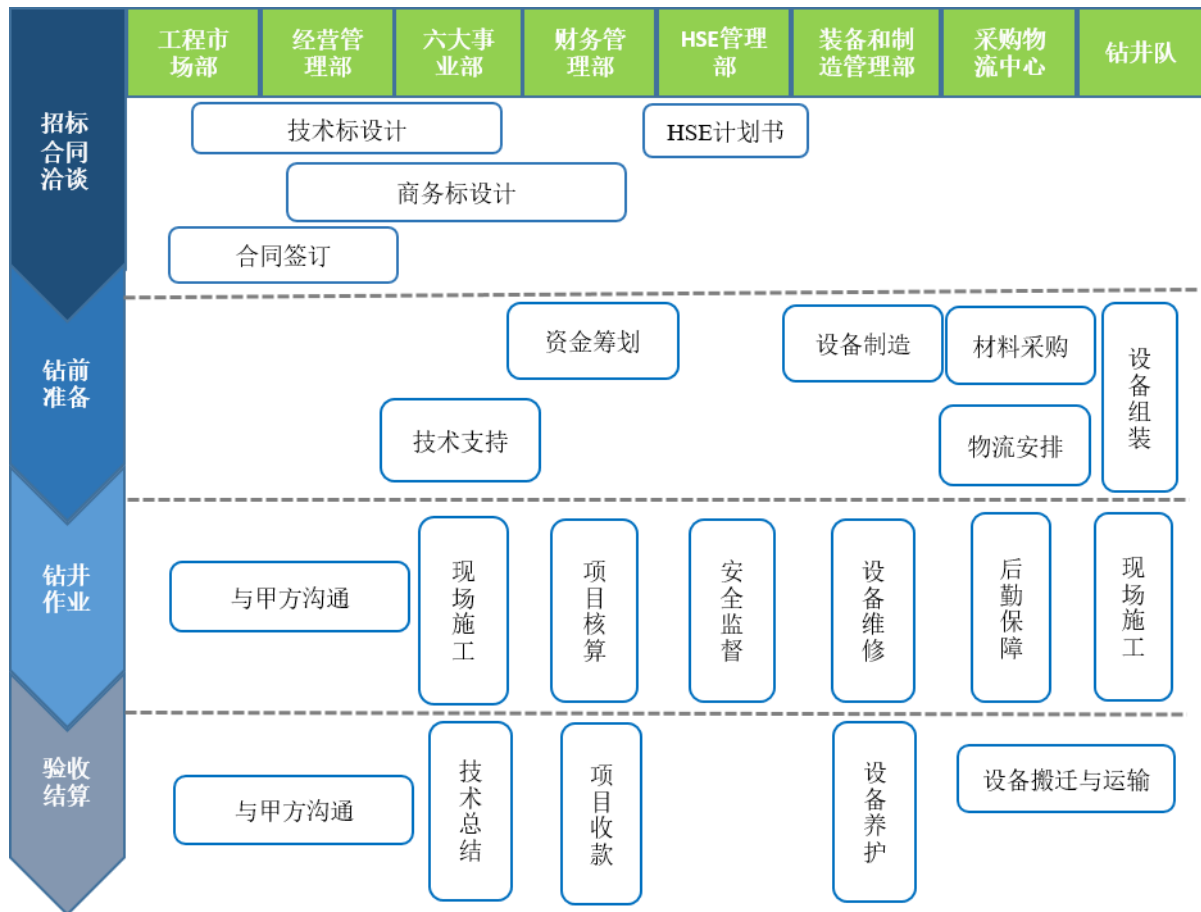 工程市
场部
经营管
理部
六大事
业部
财务管
理部
HSE管理
部
装备和制
造管理部
采购物
流中心
钻井队
招标
合同
洽谈
技术标设计
HSE计划书
商务标设计
合同签订
钻前
准备
资金筹划
设备制造
材料采购
设备组装
技术支持
物流安排
钻井
作业
与甲方沟通
现场施工
项目核算
安全监督
设备维修
后勤保障
现场施工
验收
结算
与甲方沟通
技术总结
项目收款
设备养护
设备搬迁与运输